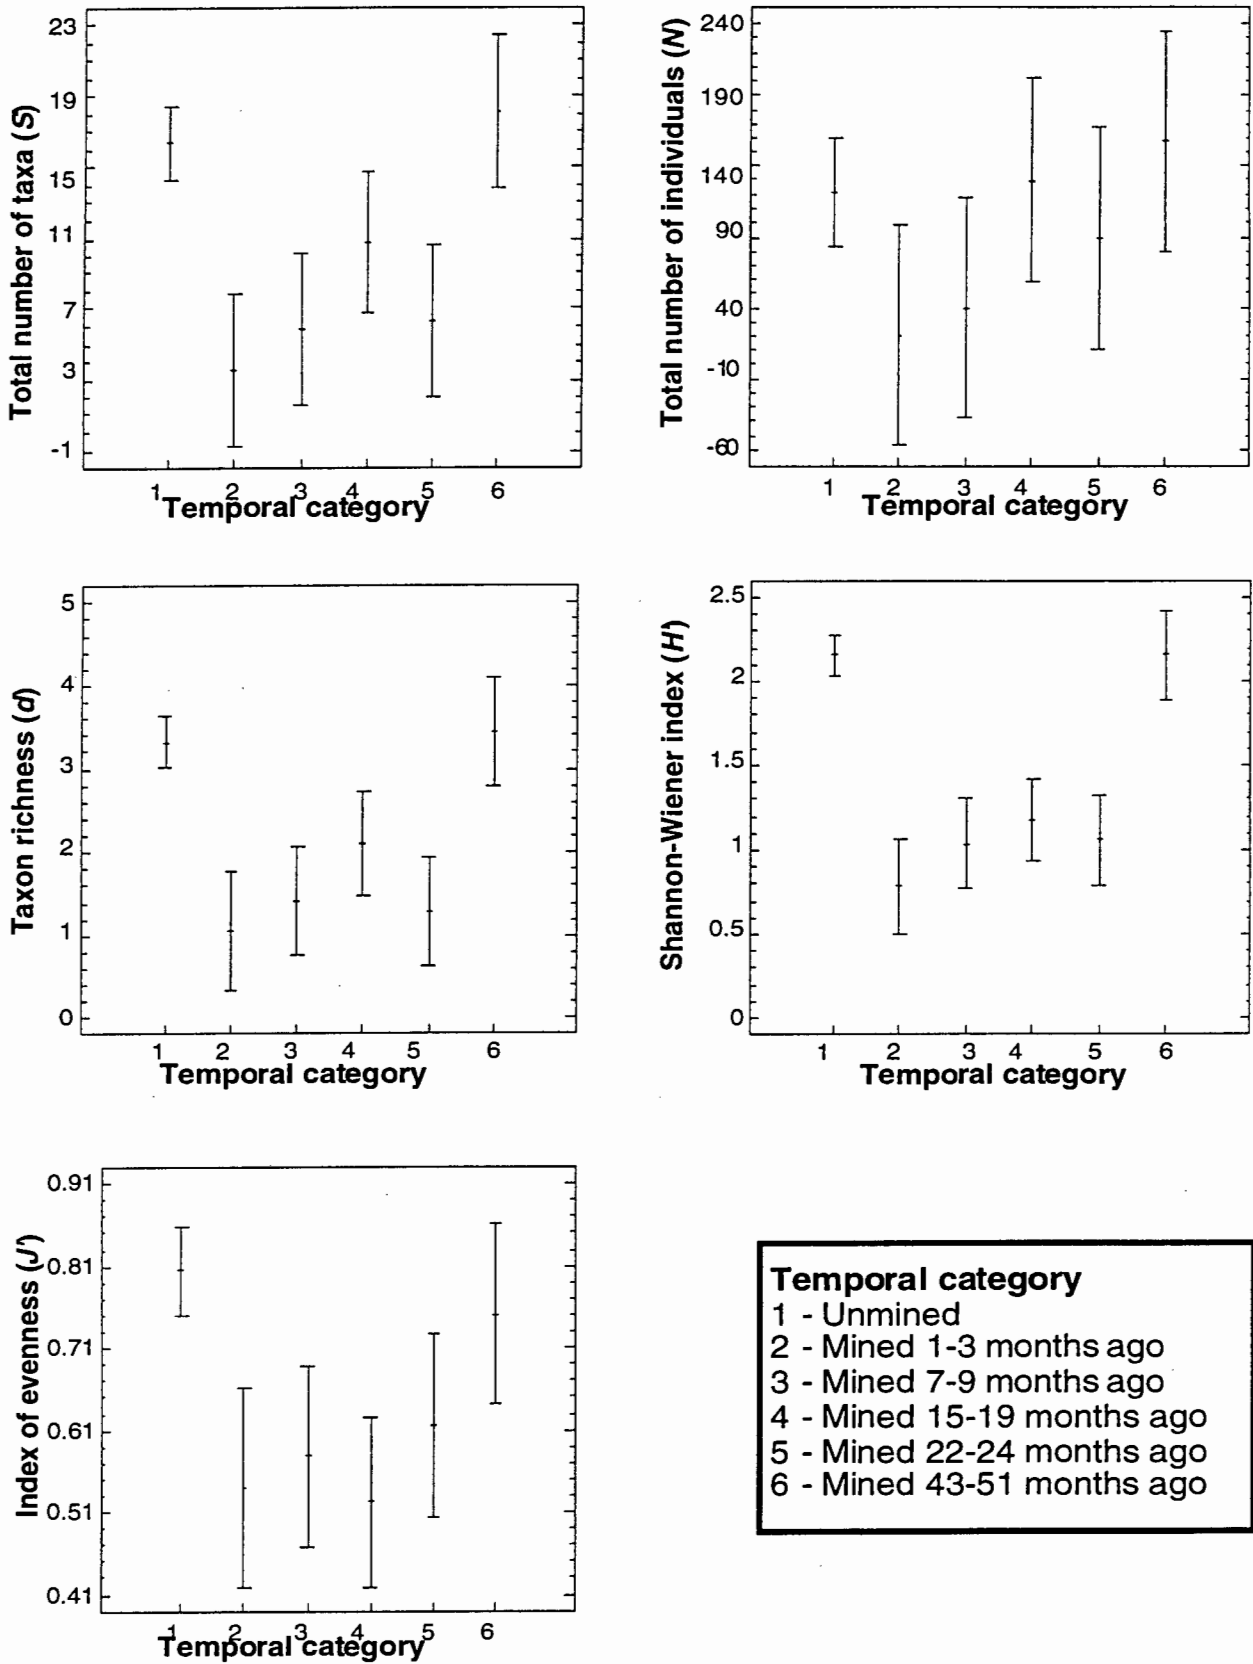 Total number of taxa (S)
23
19
15
11
7
3
-1
1 2 3 4 5 6
Temporal category
Total number of individuals (N)
240
190
140
90
40
-10
-60
1 2 3 4 5 6
Temporal category
Taxon richness (d)
5
4
3
2
1
0
1 2 3 4 5 6
Temporal category
Shannon-Wiener index (H)
2.5
2
1.5
1
0.5
0
1 2 3 4 5 6
Temporal category
Index of evenness (J')
0.91
0.81
0.71
0.61
0.51
0.41
1 2 3 4 5 6
Temporal category
Temporal category
1 - Unmined
2 - Mined 1-3 months ago
3 - Mined 7-9 months ago
4 - Mined 15-19 months ago
5 - Mined 22-24 months ago
6 - Mined 43-51 months ago